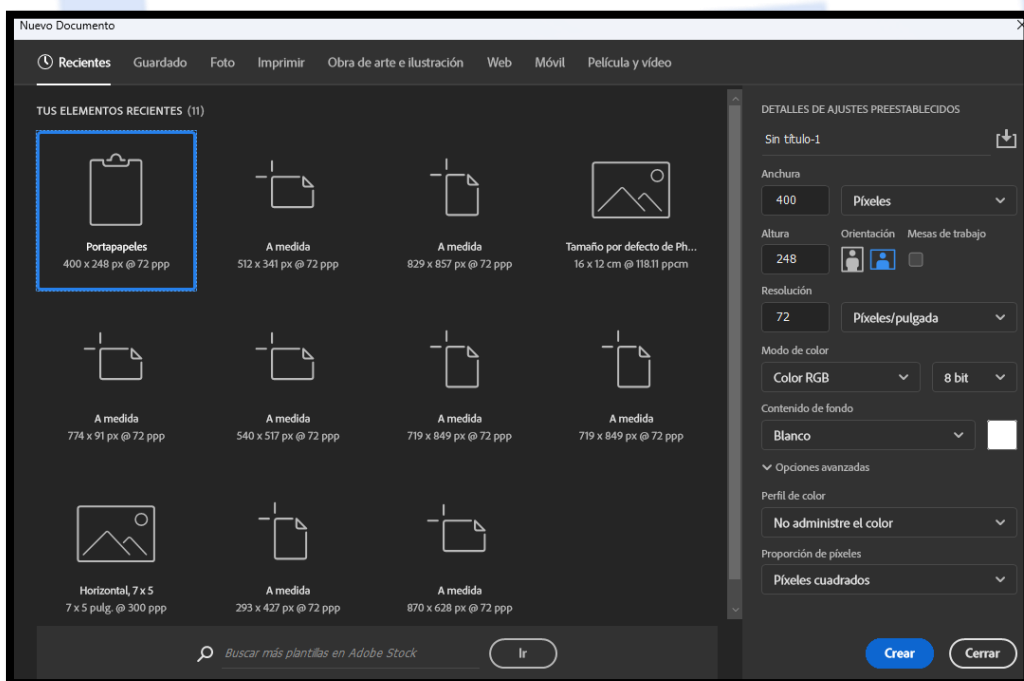 Nuevo Documento
Recientes Guardado Foto Imprimir Obra de arte e ilustración Web Móvil Película y vídeo
TUS ELEMENTOS RECIENTES (11)
Portapapeles
400 x 248 px @ 72 ppp
A medida
512 x 341 px @ 72 ppp
A medida
829 x 857 px @ 72 ppp
Tamaño por defecto de Ph...
16 x 12 cm @ 118.11 ppcm
A medida
774 x 91 px @ 72 ppp
A medida
540 x 517 px @ 72 ppp
A medida
719 x 849 px @ 72 ppp
A medida
719 x 849 px @ 72 ppp
Horizontal, 7 x 5
7 x 5 pulg. @ 300 ppp
A medida
293 x 427 px @ 72 ppp
A medida
870 x 628 px @ 72 ppp
Buscar más plantillas en Adobe Stock
Ir
DETALLES DE AJUSTES PREESTABLECIDOS
Sin título-1
Anchura
400 Píxeles
Altura Orientación Mesas de trabajo
248
Resolución
72 Píxeles/pulgada
Modo de color
Color RGB 8 bit
Contenido de fondo
Blanco
Opciones avanzadas
Perfil de color
No administre el color
Proporción de píxeles
Píxeles cuadrados
Crear Cerrar